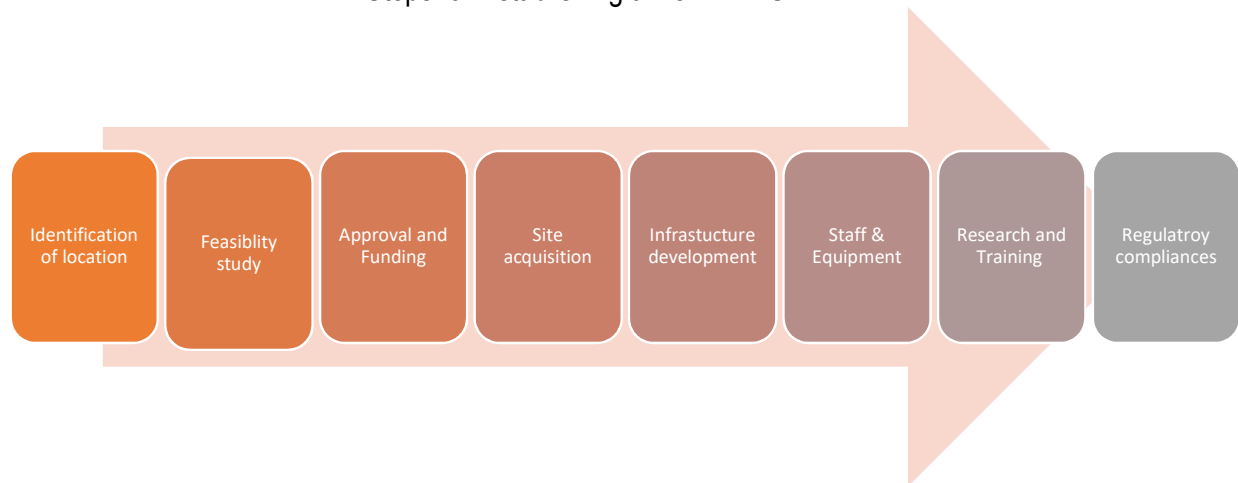 Identification
of location
Feasiblity
study
Approval and
Funding
Site
acquisition
Infrastucture
development
Staff &
Equipment
Research and
Training
Regulatroy
compliances